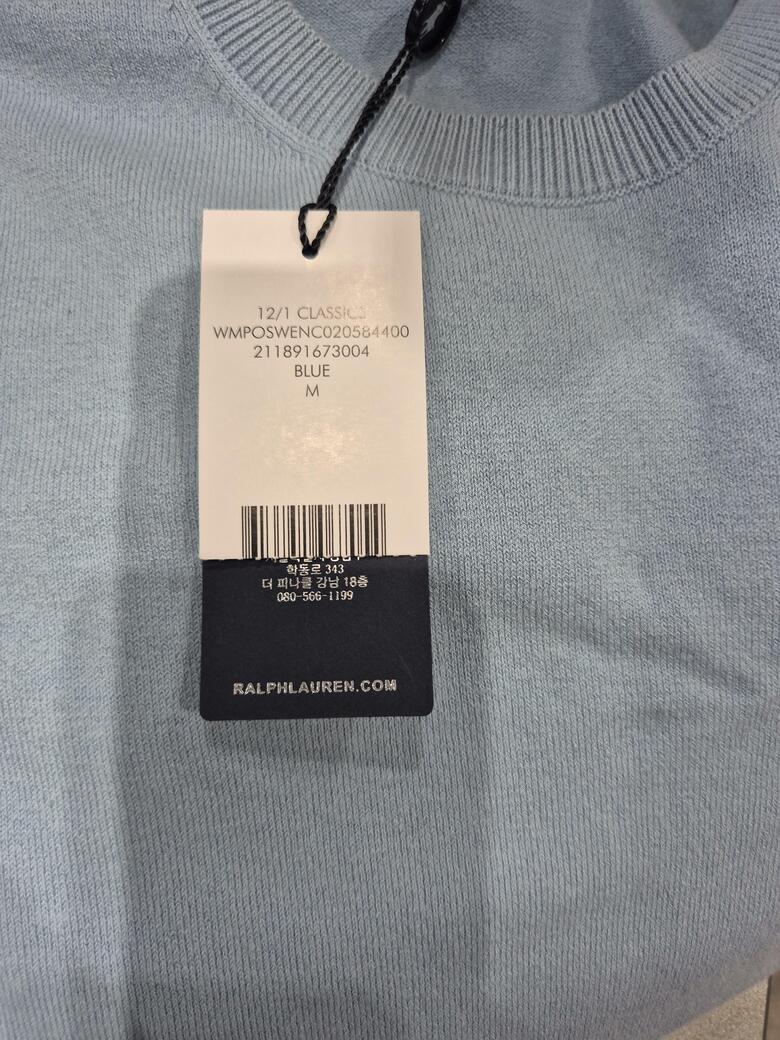 12/1 CLASSICS
WMPOSWENC020584400
211891673004
BLUE
M
학동로 343
더 피나클 강남 18층
080-566-1199
RALPHLAUREN.COM